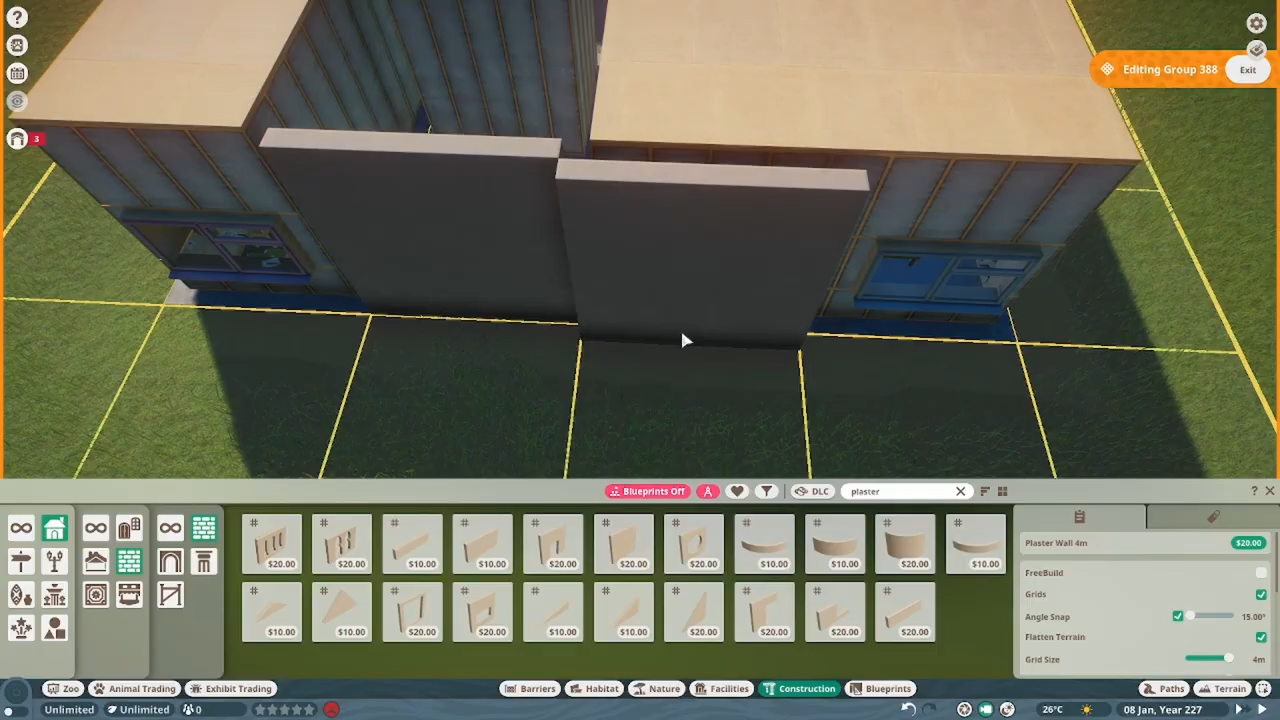 Editing Group 388
Exit
3
Blueprints Off
DLC
plaster
?
$20.00
$20.00
$10.00
$10.00
$20.00
$20.00
$20.00
$10.00
$10.00
$20.00
$10.00
$10.00
$10.00
$20.00
$20.00
$10.00
$10.00
$20.00
$20.00
$20.00
$20.00
Plaster Wall 4m
$20.00
FreeBuild
Grids
Angle Snap
15.00°
Flatten Terrain
Grid Size
4m
Zoo
Animal Trading
Exhibit Trading
Barriers
Habitat
Nature
Facilities
Construction
Blueprints
Paths
Terrain
Unlimited
Unlimited
0
26°C
08 Jan, Year 227